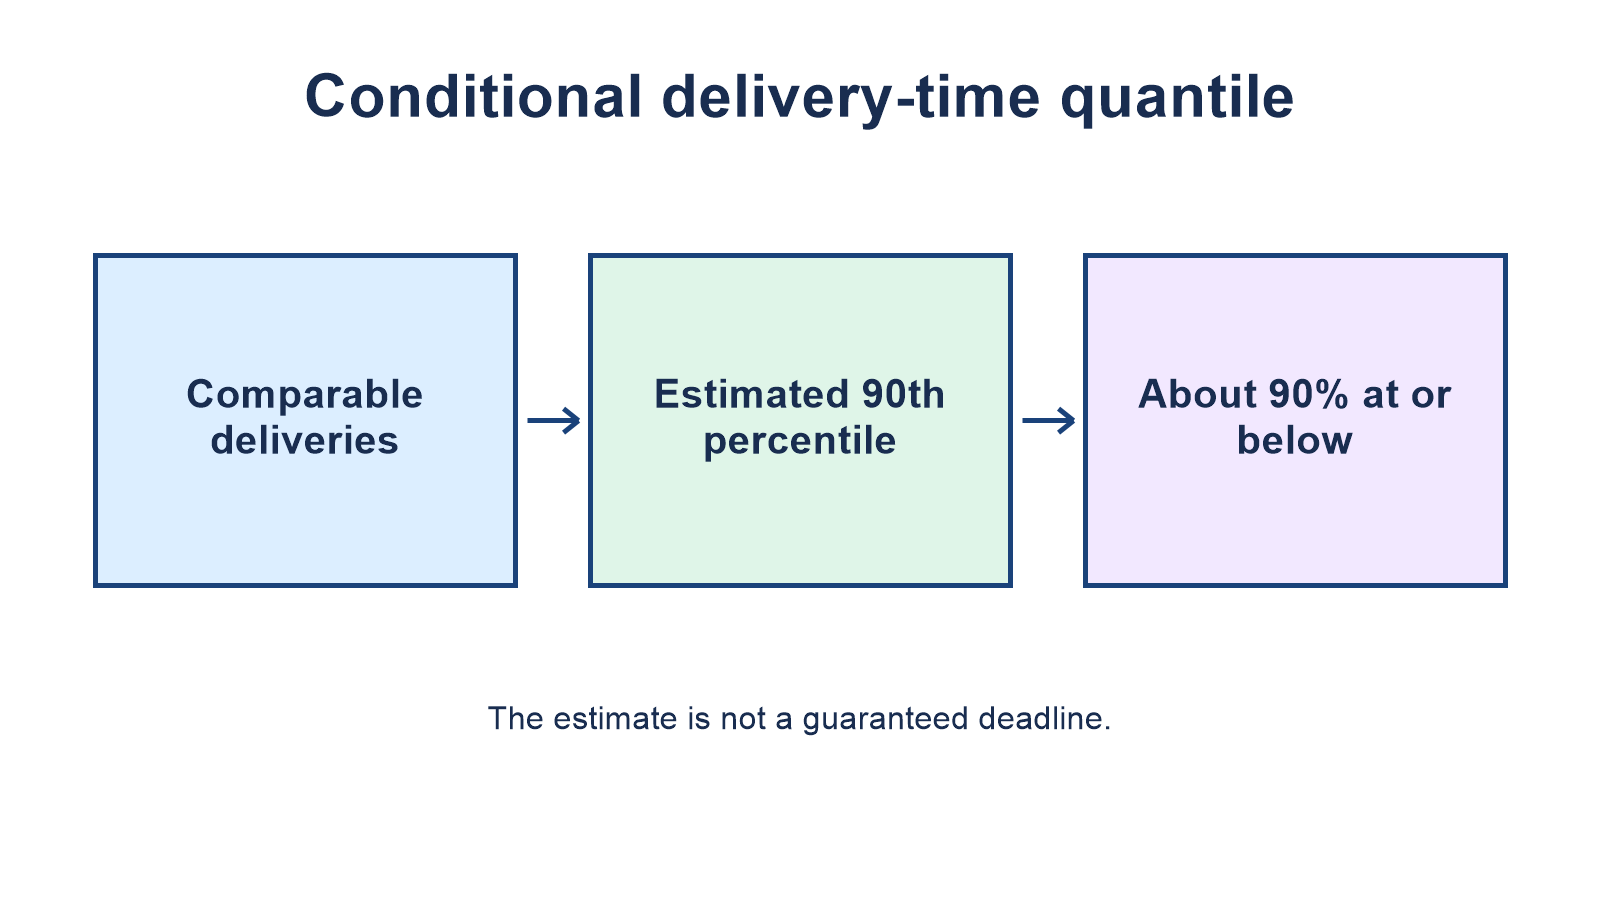 Conditional delivery-time quantile
Comparable
deliveries
Estimated 90th
percentile
About 90% at or
below
The estimate is not a guaranteed deadline.